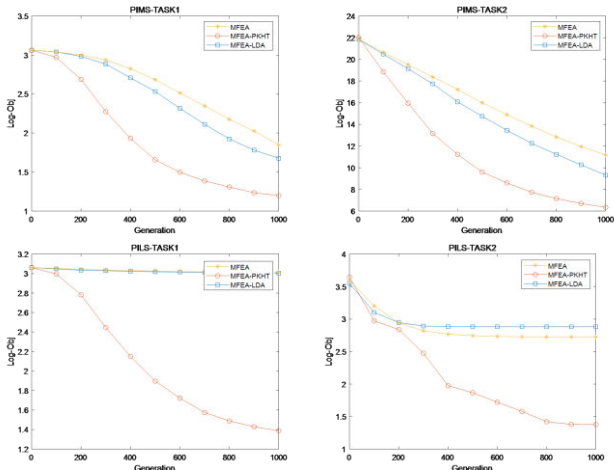 PIMS-TASK1
3.5
3
2.5
2
1.5
1
Log-Obj
0
200
400
600
800
1000
Generation
MFEA
MFEA-PKHT
MFEA-LDA
PIMS-TASK2
24
22
20
18
16
14
12
10
8
6
Log-Obj
0
200
400
600
800
1000
Generation
MFEA
MFEA-PKHT
MFEA-LDA
PILS-TASK1
3.2
3
2.8
2.6
2.4
2.2
2
1.8
1.6
1.4
1.2
Log-Obj
0
200
400
600
800
1000
Generation
MFEA
MFEA-PKHT
MFEA-LDA
PILS-TASK2
4
3.5
3
2.5
2
1.5
1
Log-Obj
0
200
400
600
800
1000
Generation
MFEA
MFEA-PKHT
MFEA-LDA